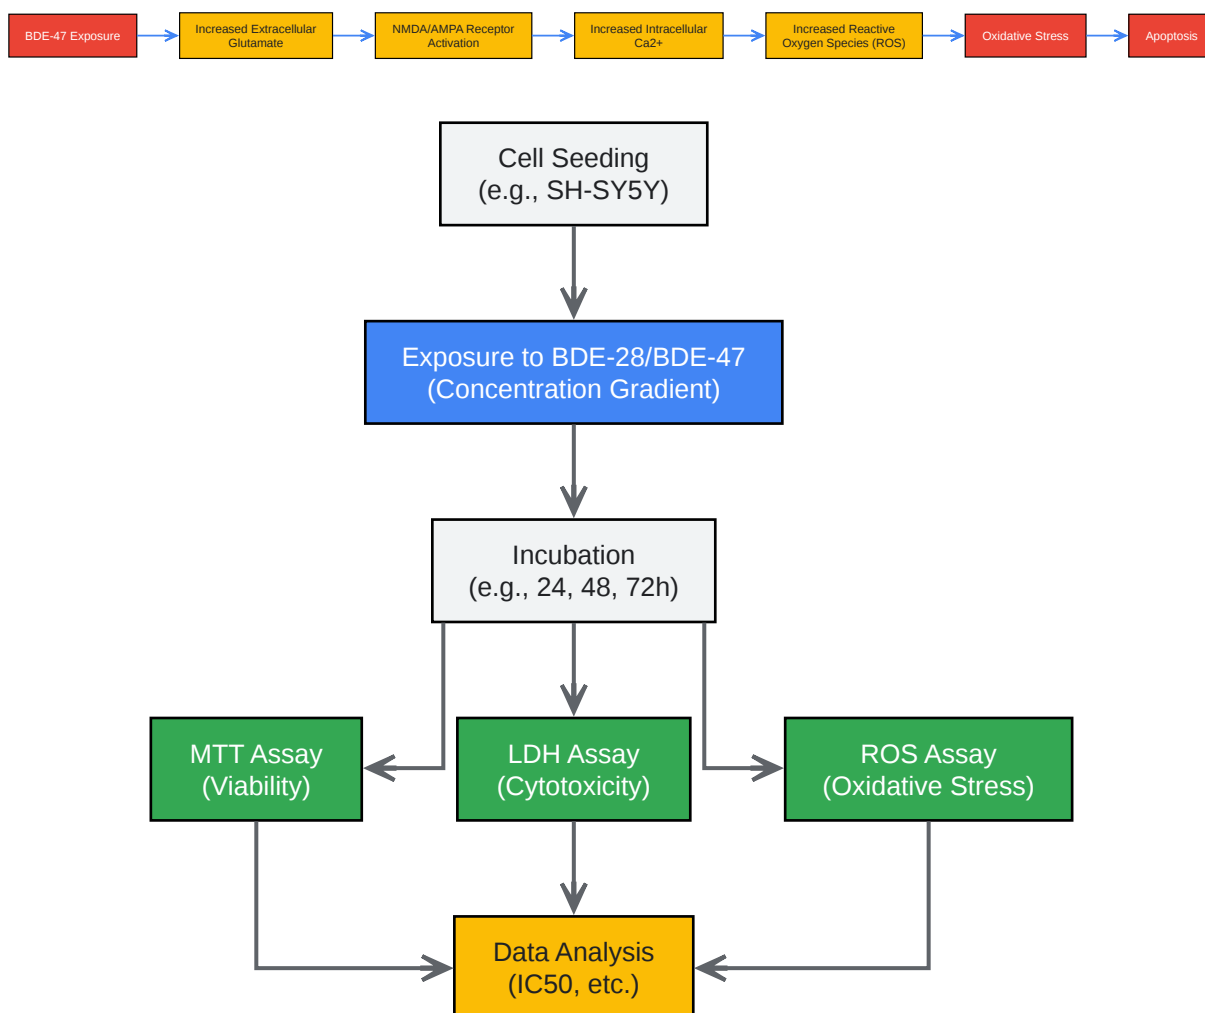 BDE-47 Exposure
Increased Extracellular
Glutamate
NMDA/AMPA Receptor
Activation
Increased Intracellular
Ca2+
Increased Reactive
Oxygen Species (ROS)
Oxidative Stress
Apoptosis
Cell Seeding
(e.g., SH-SY5Y)
Exposure to BDE-28/BDE-47
(Concentration Gradient)
Incubation
(e.g., 24, 48, 72h)
MTT Assay
(Viability)
LDH Assay
(Cytotoxicity)
ROS Assay
(Oxidative Stress)
Data Analysis
(IC50, etc.)